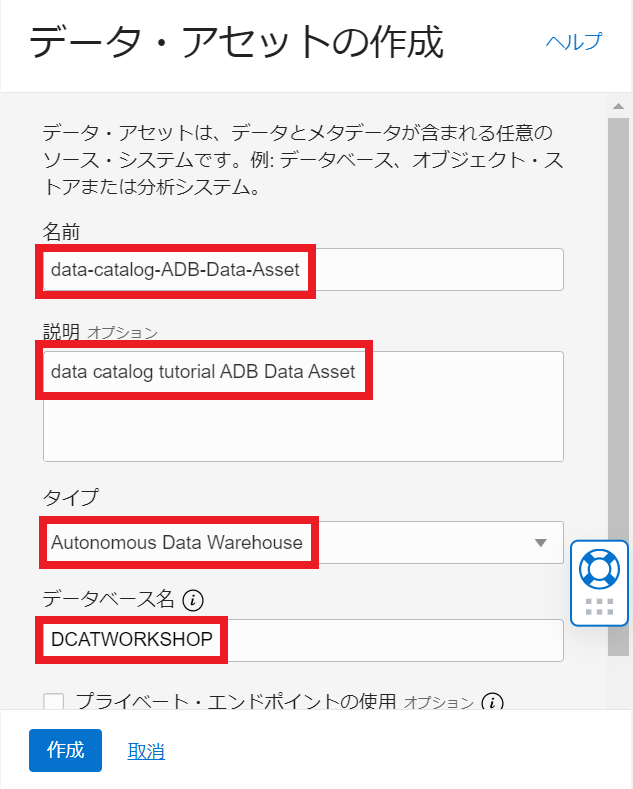 データ・アセットの作成
ヘルプ
データ・アセットは、データとメタデータが含まれる任意の
ソース・システムです。例: データベース、オブジェクト・ス
トアまたは分析システム。
名前
data-catalog-ADB-Data-Asset
説明 オプション
data catalog tutorial ADB Data Asset
タイプ
Autonomous Data Warehouse
データベース名
DCATWORKSHOP
プライベート・エンドポイントの使用 オプション
作成 取消